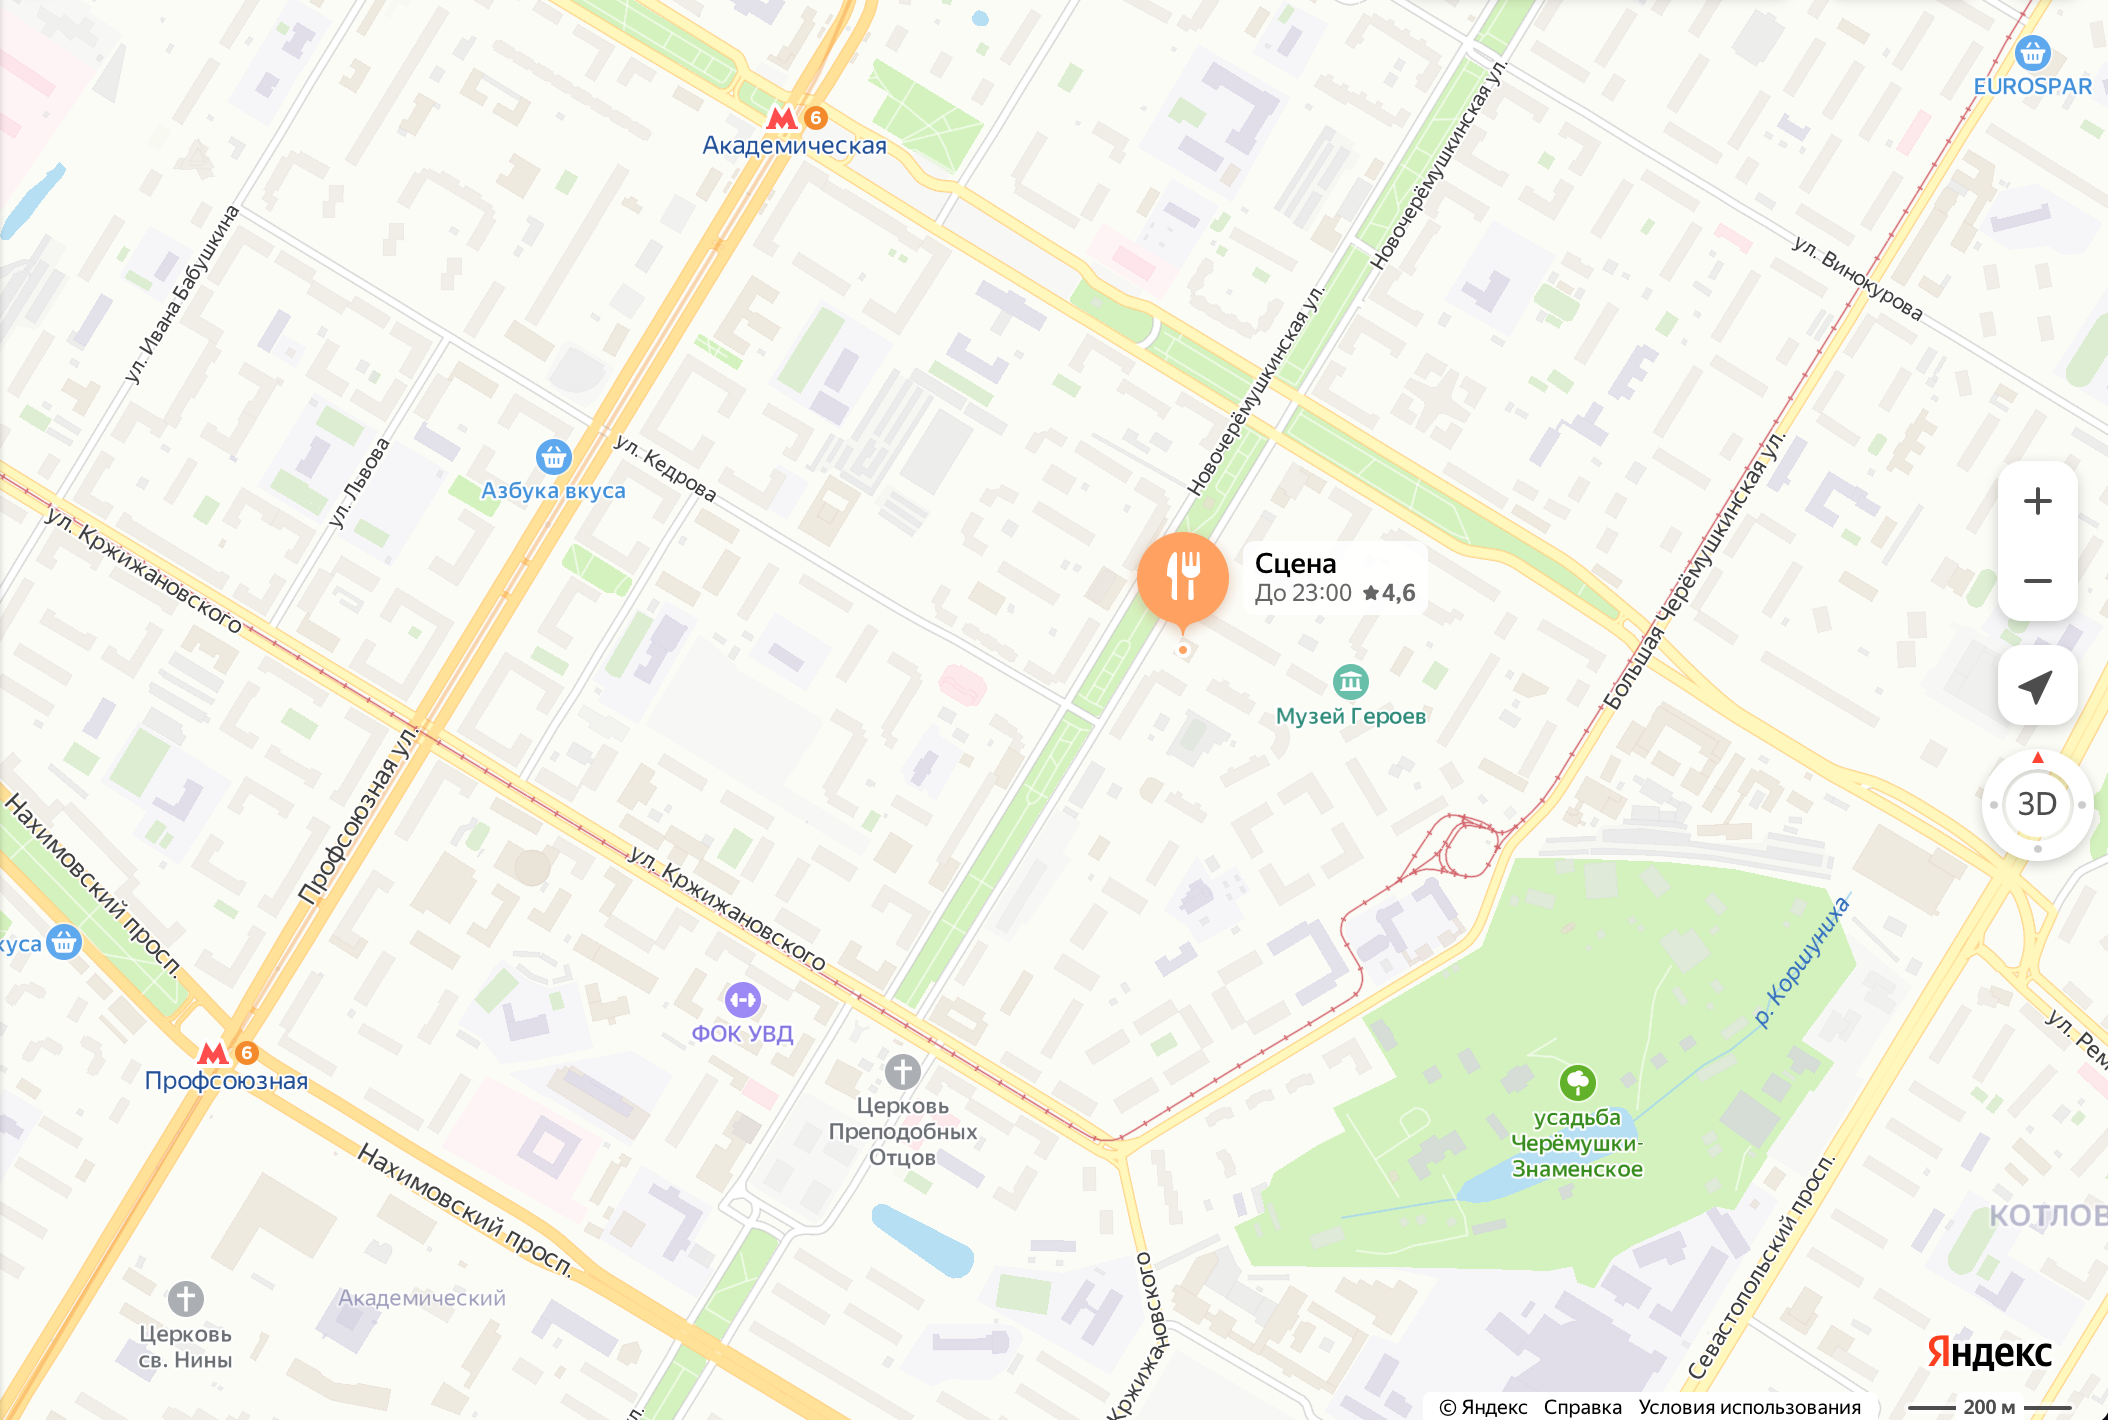 EUROSPAR
6
Академическая
Новочерёмушкинская ул.
Новочерёмушкинская ул.
ул. Винокурова
ул. Ивана Бабушкина
ул. Львова
Азбука вкуса
ул. Кедрова
ул. Кржижановского
Сцена
До 23:00 ★4,6
Большая Черёмушкинская ул.
Музей Героев
3D
Профсоюзная ул.
Нахимовский просп.
ул. Кржижановского
куса
р. Коршуниха
ФОК УВД
6
Профсоюзная
Церковь
Преподобных
Отцов
ул. Рем
усадьба
Черёмушки-
Знаменское
Нахимовский просп.
Севастопольский просп.
КОТЛОВ
Академический
Церковь
св. Нины
Кржижановского
ул.
Яндекс
© Яндекс Справка Условия использования
200 м